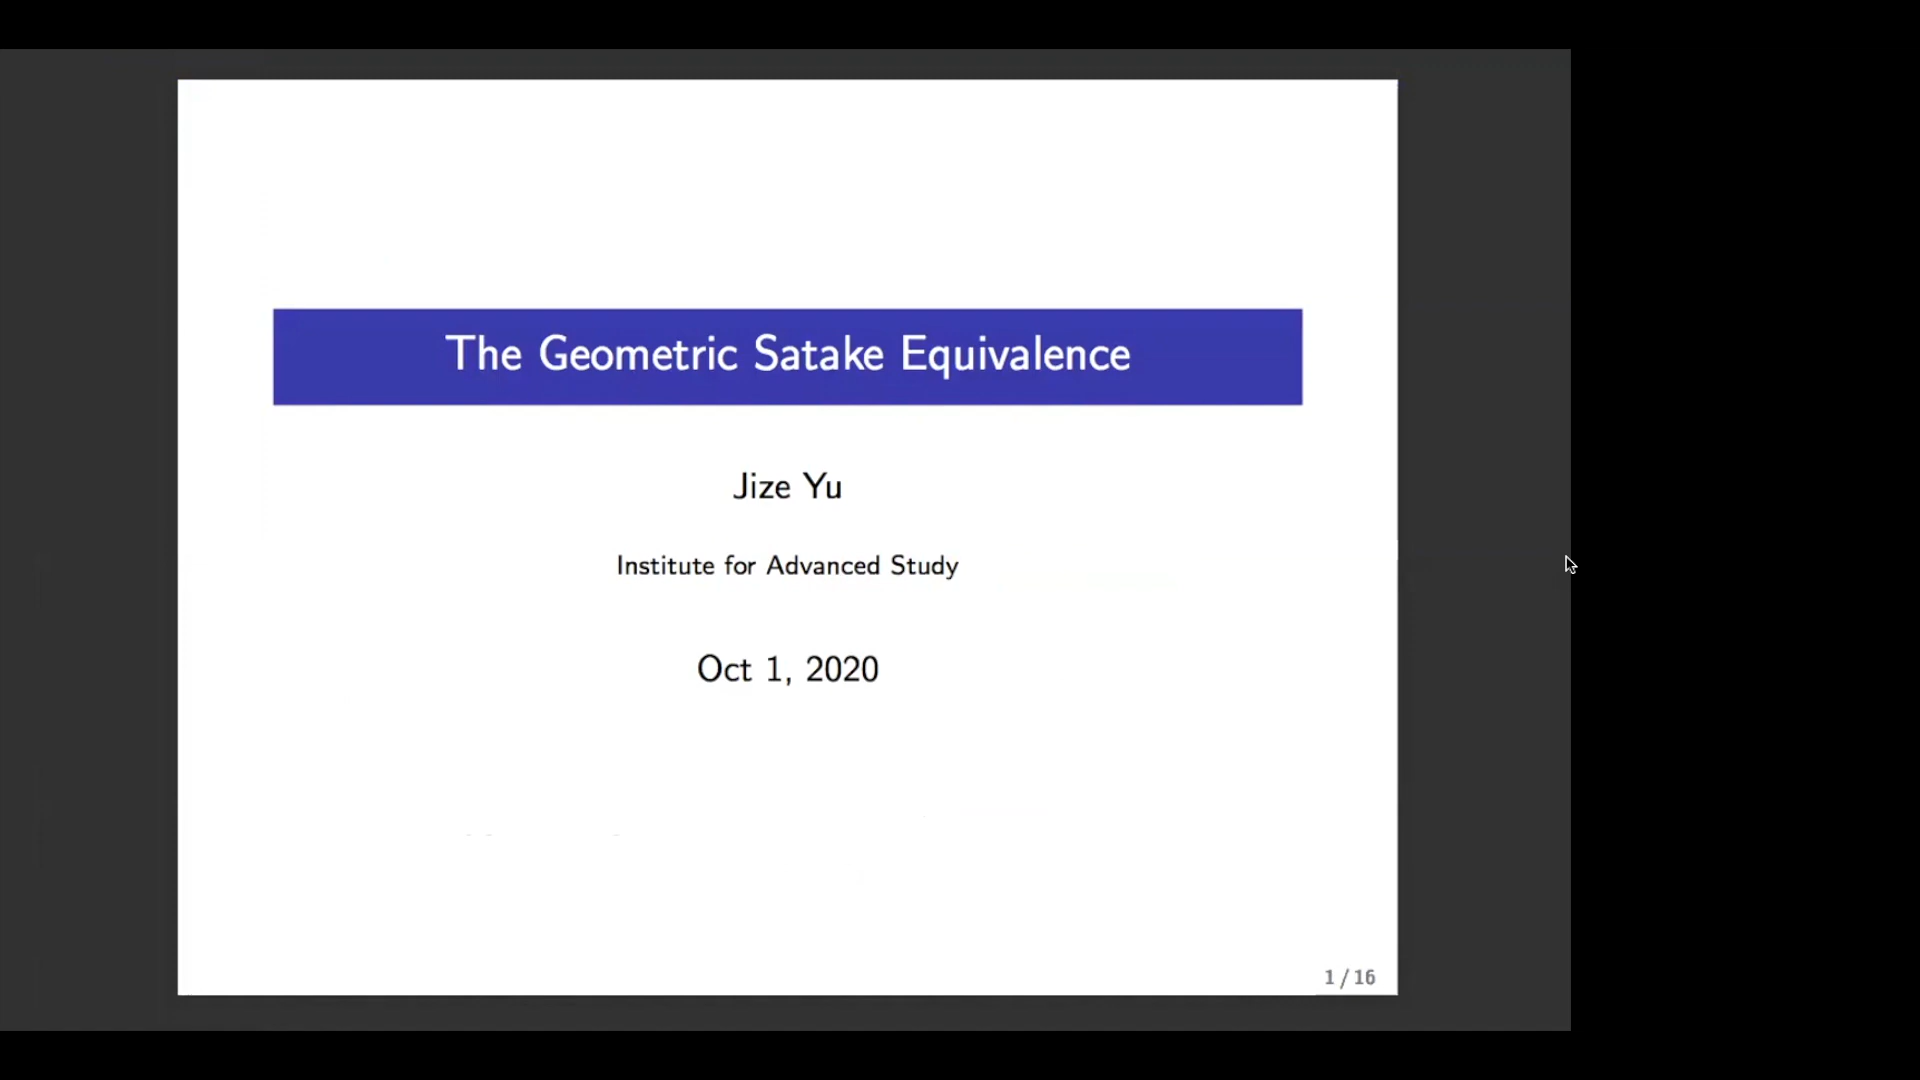 The Geometric Satake Equivalence
Jize Yu
Institute for Advanced Study
Oct 1, 2020
1 / 16